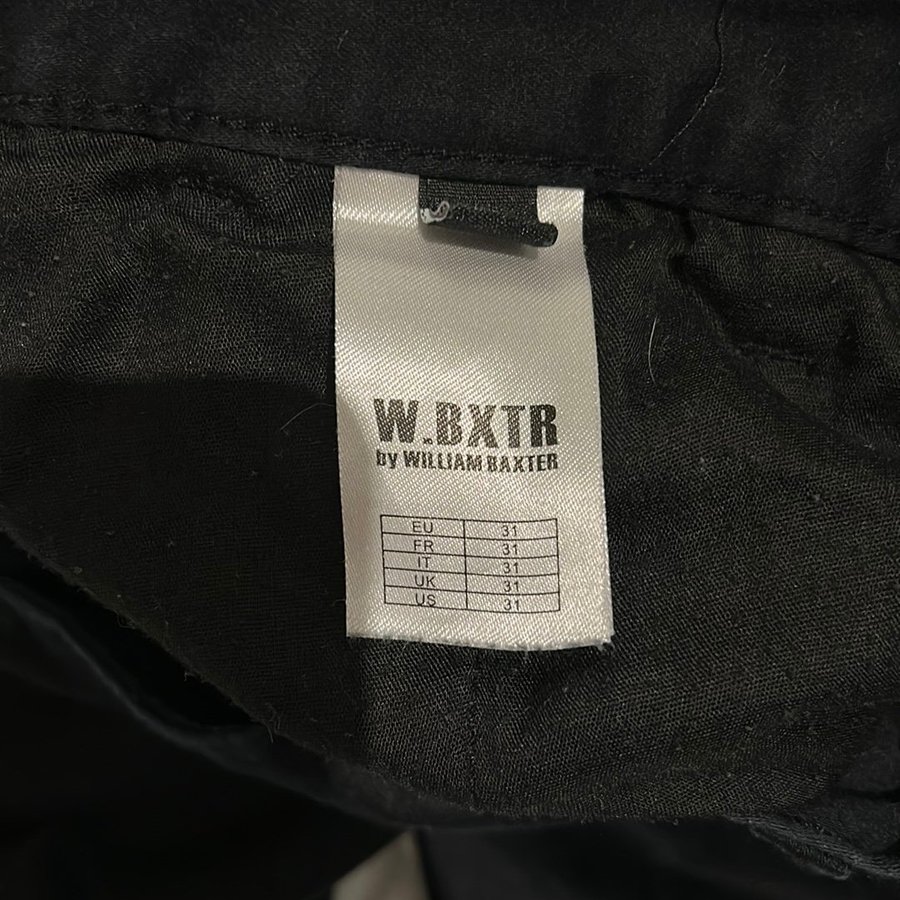 W.BXTR
by WILLIAM BAXTER
EU 31
FR 31
IT 31
UK 31
US 31